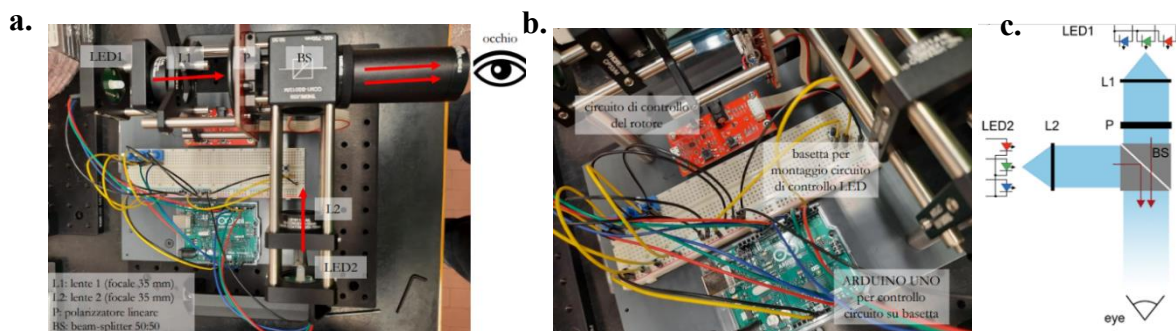 a.
LED1
L1
P
BS
occhio
L2
LED2
L1: lente 1 (focale 35 mm)
L2: lente 2 (focale 35 mm)
P: polarizzatore lineare
BS: beam-splitter 50:50
b.
circuito di controllo
del rotore
basetta per
montaggio circuito
di controllo LED
ARDUINO UNO
per controllo
circuito su basetta
c.
LED1
L1
P
LED2
L2
BS
eye